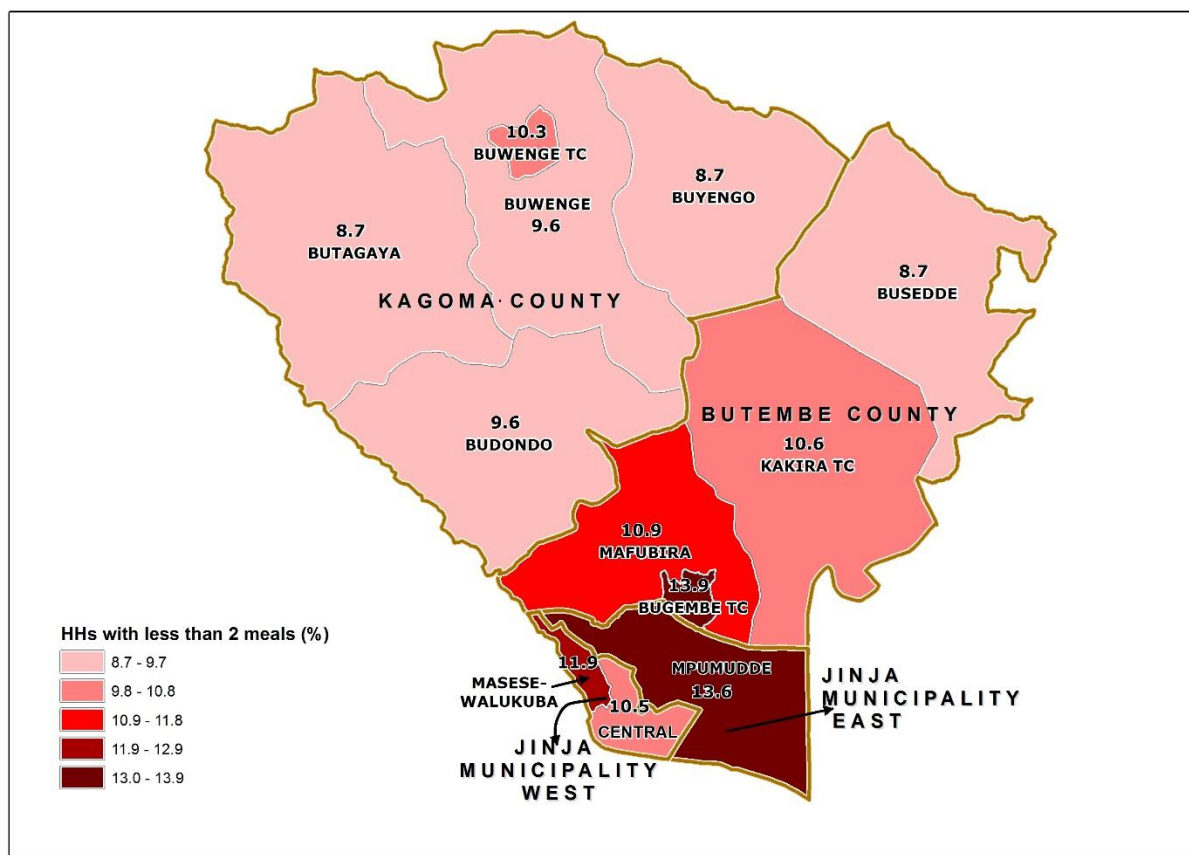 10.3
BUWENGE TC
8.7
BUYENGO
BUWENGE
9.6
8.7
BUTAGAYA
8.7
BUSEDDE
KAGOMA COUNTY
BUTEMBE COUNTY
9.6
BUDONDO
10.6
KAKIRA TC
10.9
MAFUBIRA
13.9
BUGEMBE TC
HHs with less than 2 meals (%)
8.7 - 9.7
9.8 - 10.8
10.9 - 11.8
11.9 - 12.9
13.0 - 13.9
11.9
MASESE-
WALUKUBA
MPUMUDDE
13.6
10.5
CENTRAL
JINJA
MUNICIPALITY
EAST
JINJA
MUNICIPALITY
WEST